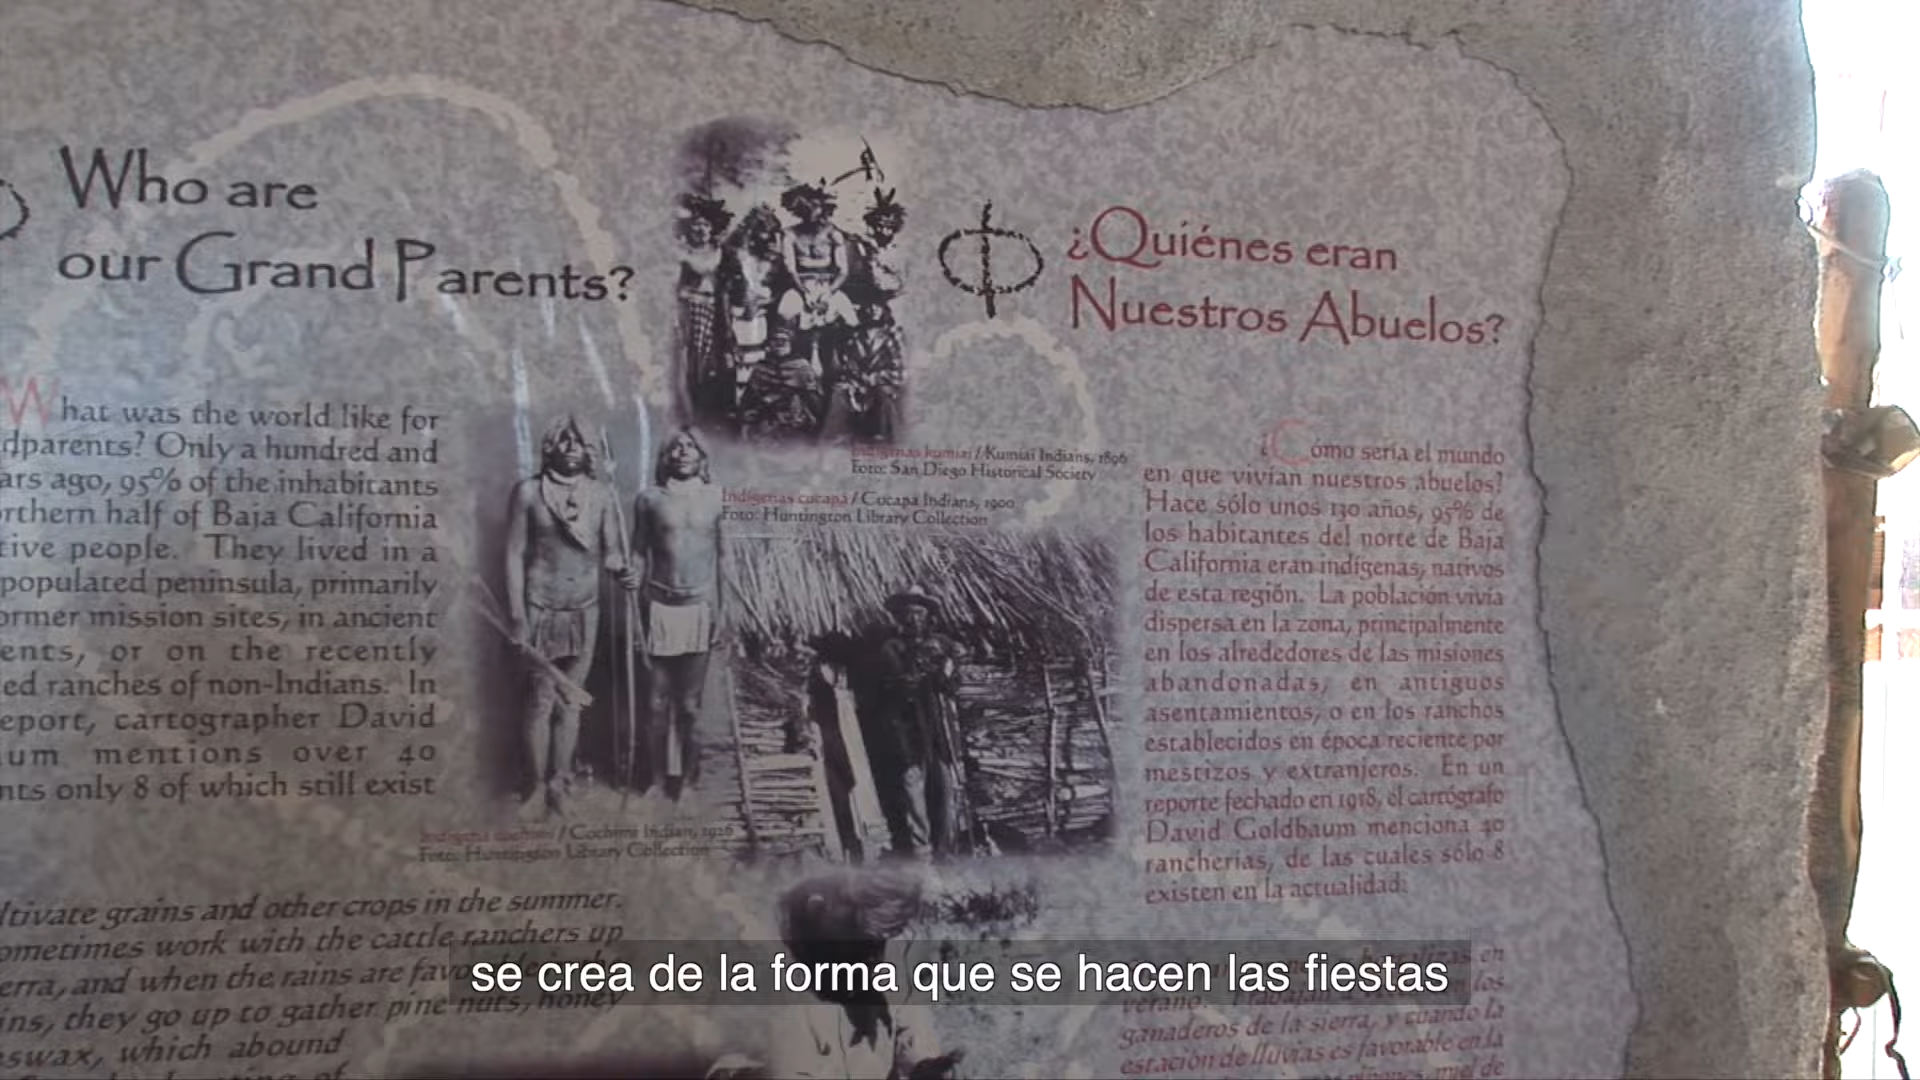 Who are
our Grand Parents?
What was the world like for
dparents? Only a hundred and
ars ago, 95% of the inhabitants
rthern half of Baja California
tive people. They lived in a
populated peninsula, primarily
ormer mission sites, in ancient
ents, or on the recently
ed ranches of non-Indians. In
eport, cartographer David
um mentions over 40
nts only 8 of which still exist
ltivate grains and other crops in the summer.
ometimes work with the cattle ranchers up
erra, and when the rains are
ins, they go up to gather pine nuts, honey
swax, which abound
Indígenas kumiai / Kumiai Indians, 1896
Foto: San Diego Historical Society
Indígenas cucapá / Cucapa Indians, 1900
Foto: Huntington Library Collection
Indígena cochimí / Cochimi Indian, 1926
Foto: Huntington Library Collection
¿Quiénes eran
Nuestros Abuelos?
¿Cómo sería el mundo
en que vivían nuestros abuelos?
Hace sólo unos 130 años, 95% de
los habitantes del norte de Baja
California eran indígenas, nativos
de esta región. La población vivía
dispersa en la zona, principalmente
en los alrededores de las misiones
abandonadas, en antiguos
asentamientos, o en los ranchos
establecidos en época reciente por
mestizos y extranjeros. En un
reporte fechado en 1918, el cartógrafo
David Goldbaum menciona 40
rancherías, de las cuales sólo 8
existen en la actualidad.
en
verano. los
ganaderos de la sierra, y cuando la
estación de lluvias es favorable en la
miel de
se crea de la forma que se hacen las fiestas